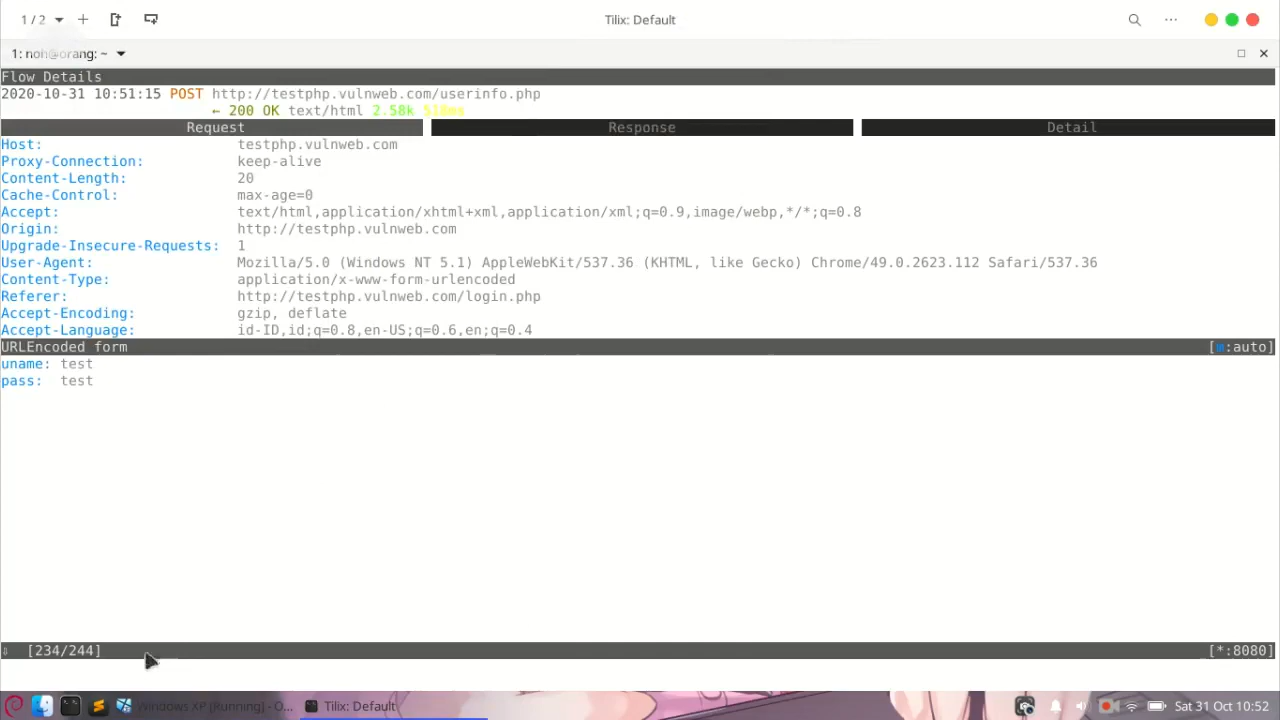 1 / 2
Tilix: Default
1: noh@orang: ~
Flow Details
2020-10-31 10:51:15 POST http://testphp.vulnweb.com/userinfo.php
← 200 OK text/html 2.58k 518ms
Request Response Detail
Host: testphp.vulnweb.com
Proxy-Connection: keep-alive
Content-Length: 20
Cache-Control: max-age=0
Accept: text/html,application/xhtml+xml,application/xml;q=0.9,image/webp,*/*;q=0.8
Origin: http://testphp.vulnweb.com
Upgrade-Insecure-Requests: 1
User-Agent: Mozilla/5.0 (Windows NT 5.1) AppleWebKit/537.36 (KHTML, like Gecko) Chrome/49.0.2623.112 Safari/537.36
Content-Type: application/x-www-form-urlencoded
Referer: http://testphp.vulnweb.com/login.php
Accept-Encoding: gzip, deflate
Accept-Language: id-ID,id;q=0.8,en-US;q=0.6,en;q=0.4
URLEncoded form [m:auto]
uname: test
pass: test
⇩ [234/244] [*:8080]
Windows XP [Running] - O... Tilix: Default Sat 31 Oct 10:52